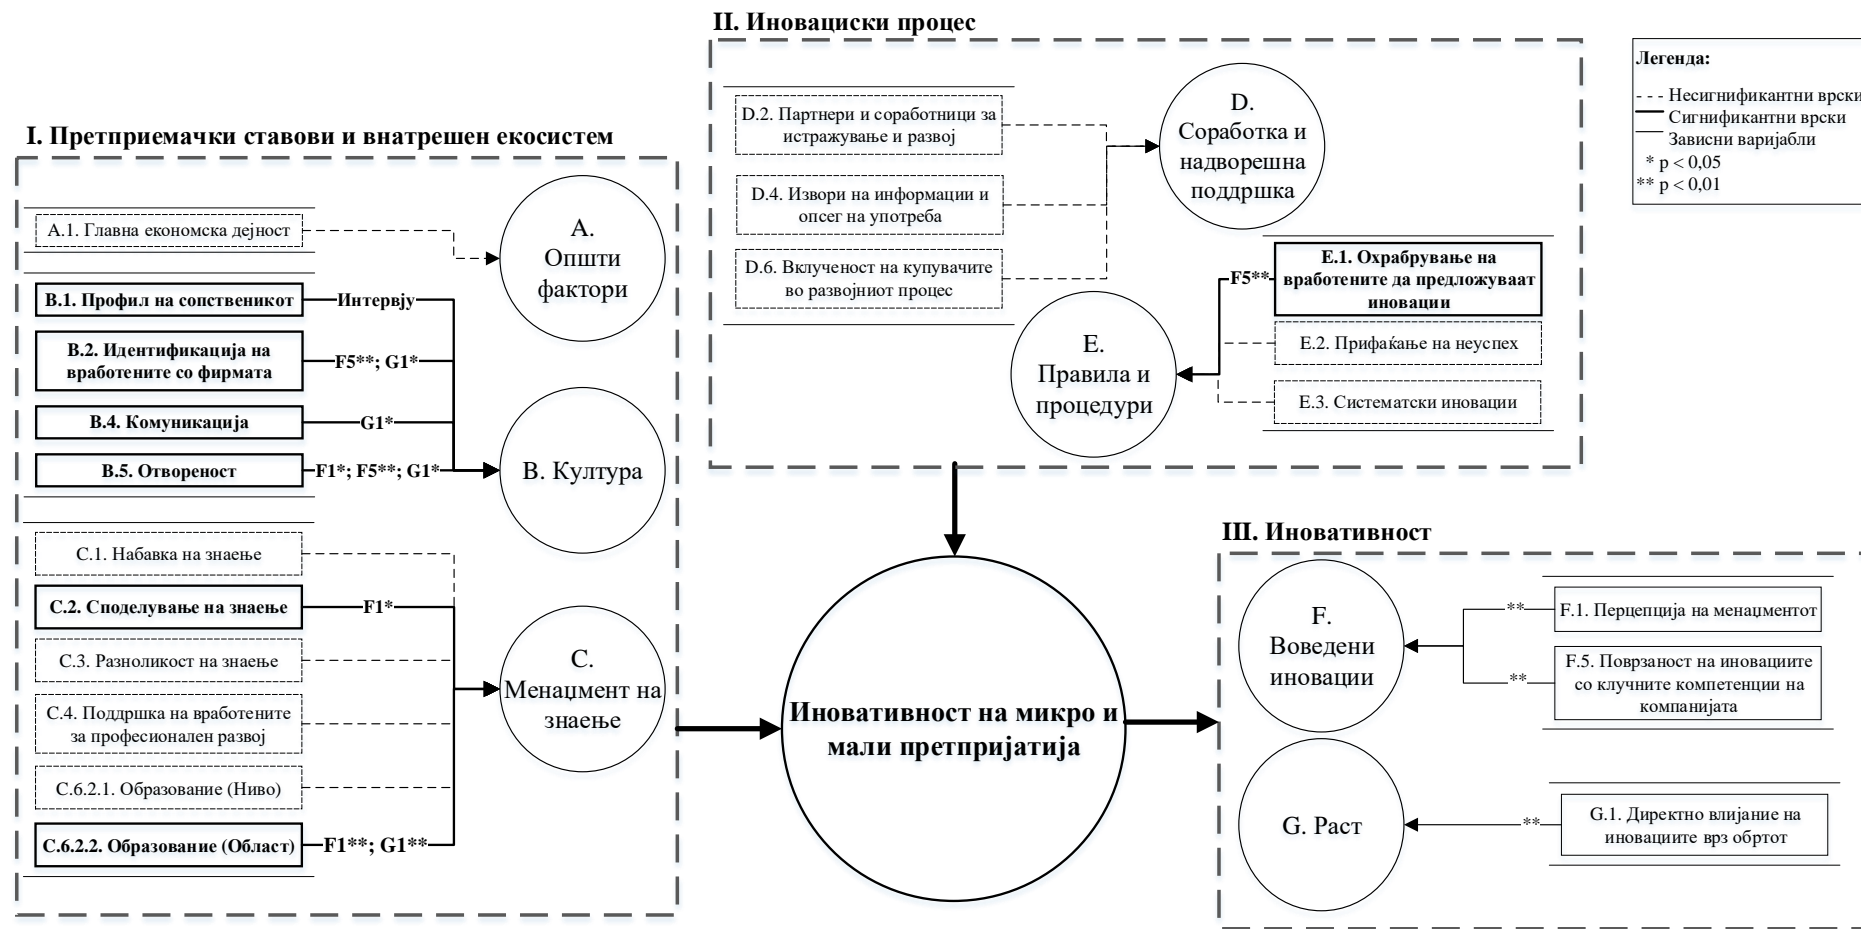 II. Иновациски процес
Легенда:
Несигнификантни врски
Сигнификантни врски
Зависни варијабли
* p < 0,05
** p < 0,01
D.2. Партнери и соработници за
истражување и развој
D.4. Извори на информации и
опсег на употреба
D.6. Вклученост на купувачите
во развојниот процес
D.
Соработка и
надворешна
поддршка
E.1. Охрабрување на
вработените да предложуваат
иновации
F5**
E.2. Прифаќање на неуспех
E.3. Систематски иновации
E.
Правила и
процедури
I. Претприемачки ставови и внатрешен екосистем
A.1. Главна економска дејност
A.
Општи
фактори
B.1. Профил на сопственикот
Интервју
B.2. Идентификација на
вработените со фирмата
F5**; G1*
B.4. Комуникација
G1*
B.5. Отвореност
F1*; F5**; G1*
B. Култура
C.1. Набавка на знаење
C.2. Споделување на знаење
F1*
C.3. Разноликост на знаење
C.4. Поддршка на вработените
за професионален развој
C.6.2.1. Образование (Ниво)
C.6.2.2. Образование (Област)
F1**; G1**
C.
Менаџмент на
знаење
Иновативност на микро и
мали претпријатија
III. Иновативност
F.
Воведени
иновации
**
F.1. Перцепција на менаџментот
**
F.5. Поврзаност на иновациите
со клучните компетенции на
компанијата
G. Раст
**
G.1. Директно влијание на
иновациите врз обртот